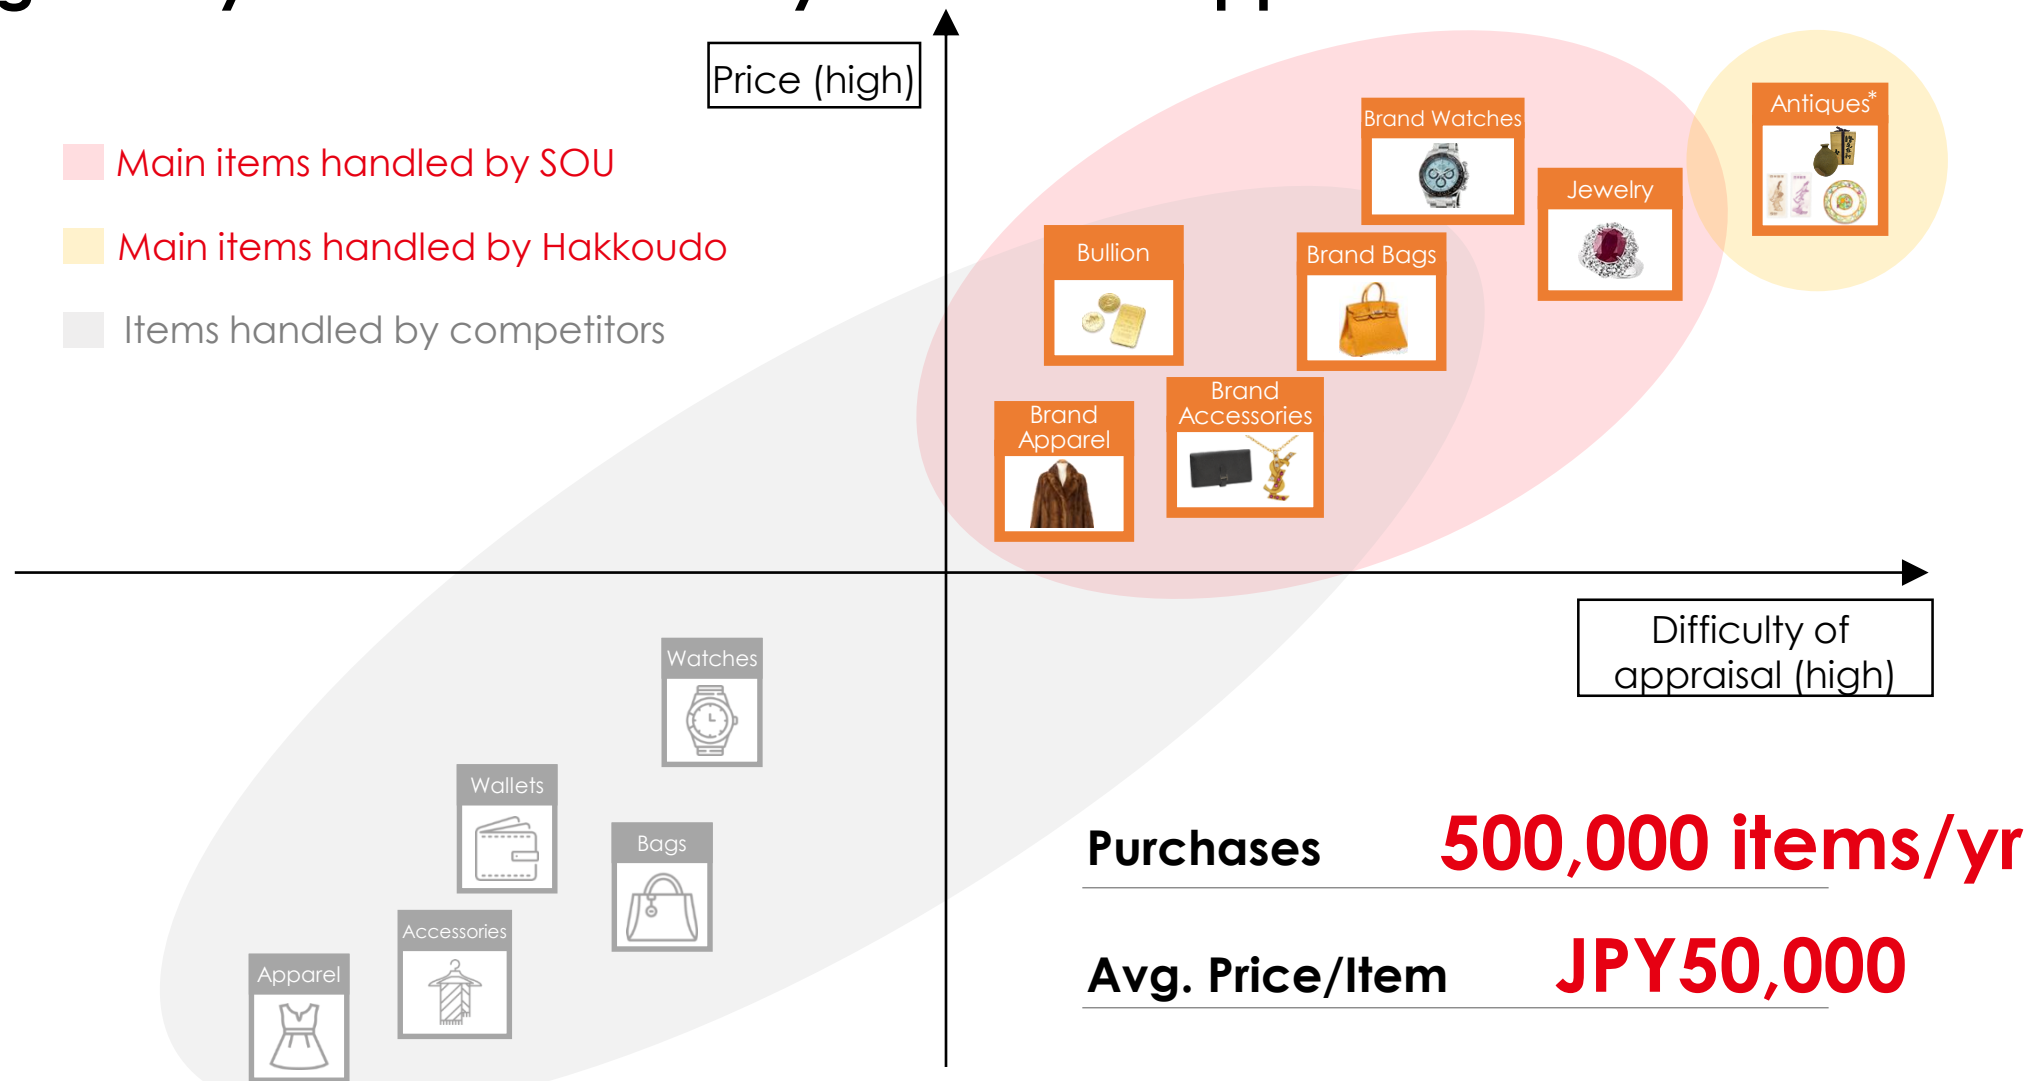 Price (high)
Main items handled by SOU
Main items handled by Hakkoudo
Items handled by competitors
Antiques*
Brand Watches
Jewelry
Bullion
Brand Bags
Brand
Accessories
Brand
Apparel
Difficulty of
appraisal (high)
Watches
Wallets
Bags
Accessories
Apparel
Purchases 500,000 items/yr
Avg. Price/Item JPY50,000